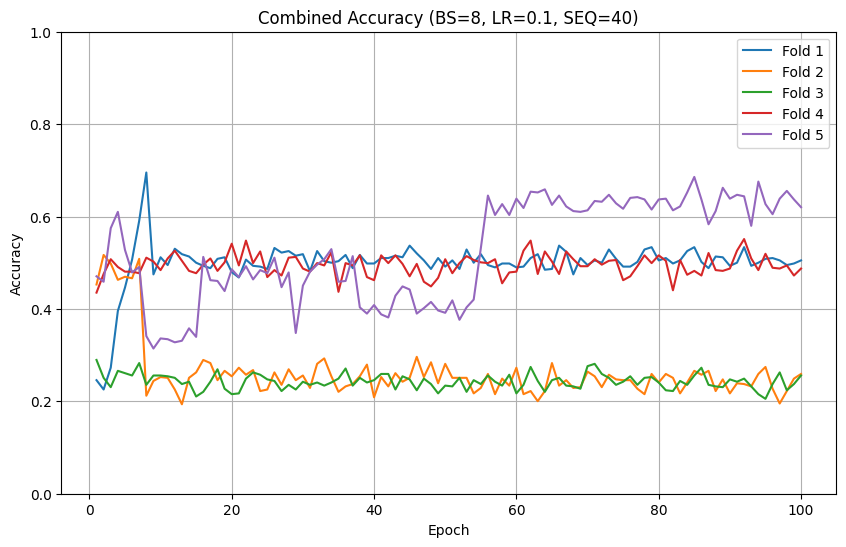 Combined Accuracy (BS=8, LR=0.1, SEQ=40)
1.0
0.8
0.6
0.4
0.2
0.0
Accuracy
Fold 1
Fold 2
Fold 3
Fold 4
Fold 5
0 20 40 60 80 100
Epoch